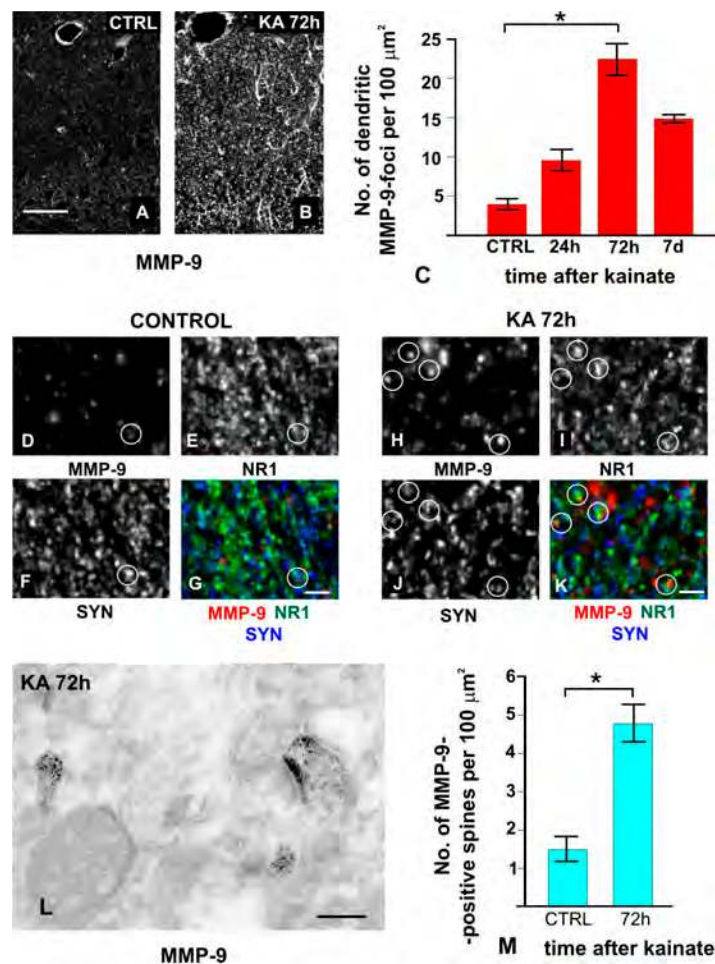 CTRL
KA 72h
A
B
MMP-9
No. of dendritic
MMP-9-foci per 100 μm²
25
20
15
10
5
CTRL 24h 72h 7d
C time after kainate
CONTROL
KA 72h
D
E
H
I
MMP-9
NR1
MMP-9
NR1
F
G
J
K
SYN
MMP-9 NR1
SYN
SYN
MMP-9 NR1
SYN
KA 72h
L
MMP-9
No. of MMP-9-
-positive spines per 100 μm²
6
5
4
3
2
1
*
*
CTRL 72h
M time after kainate